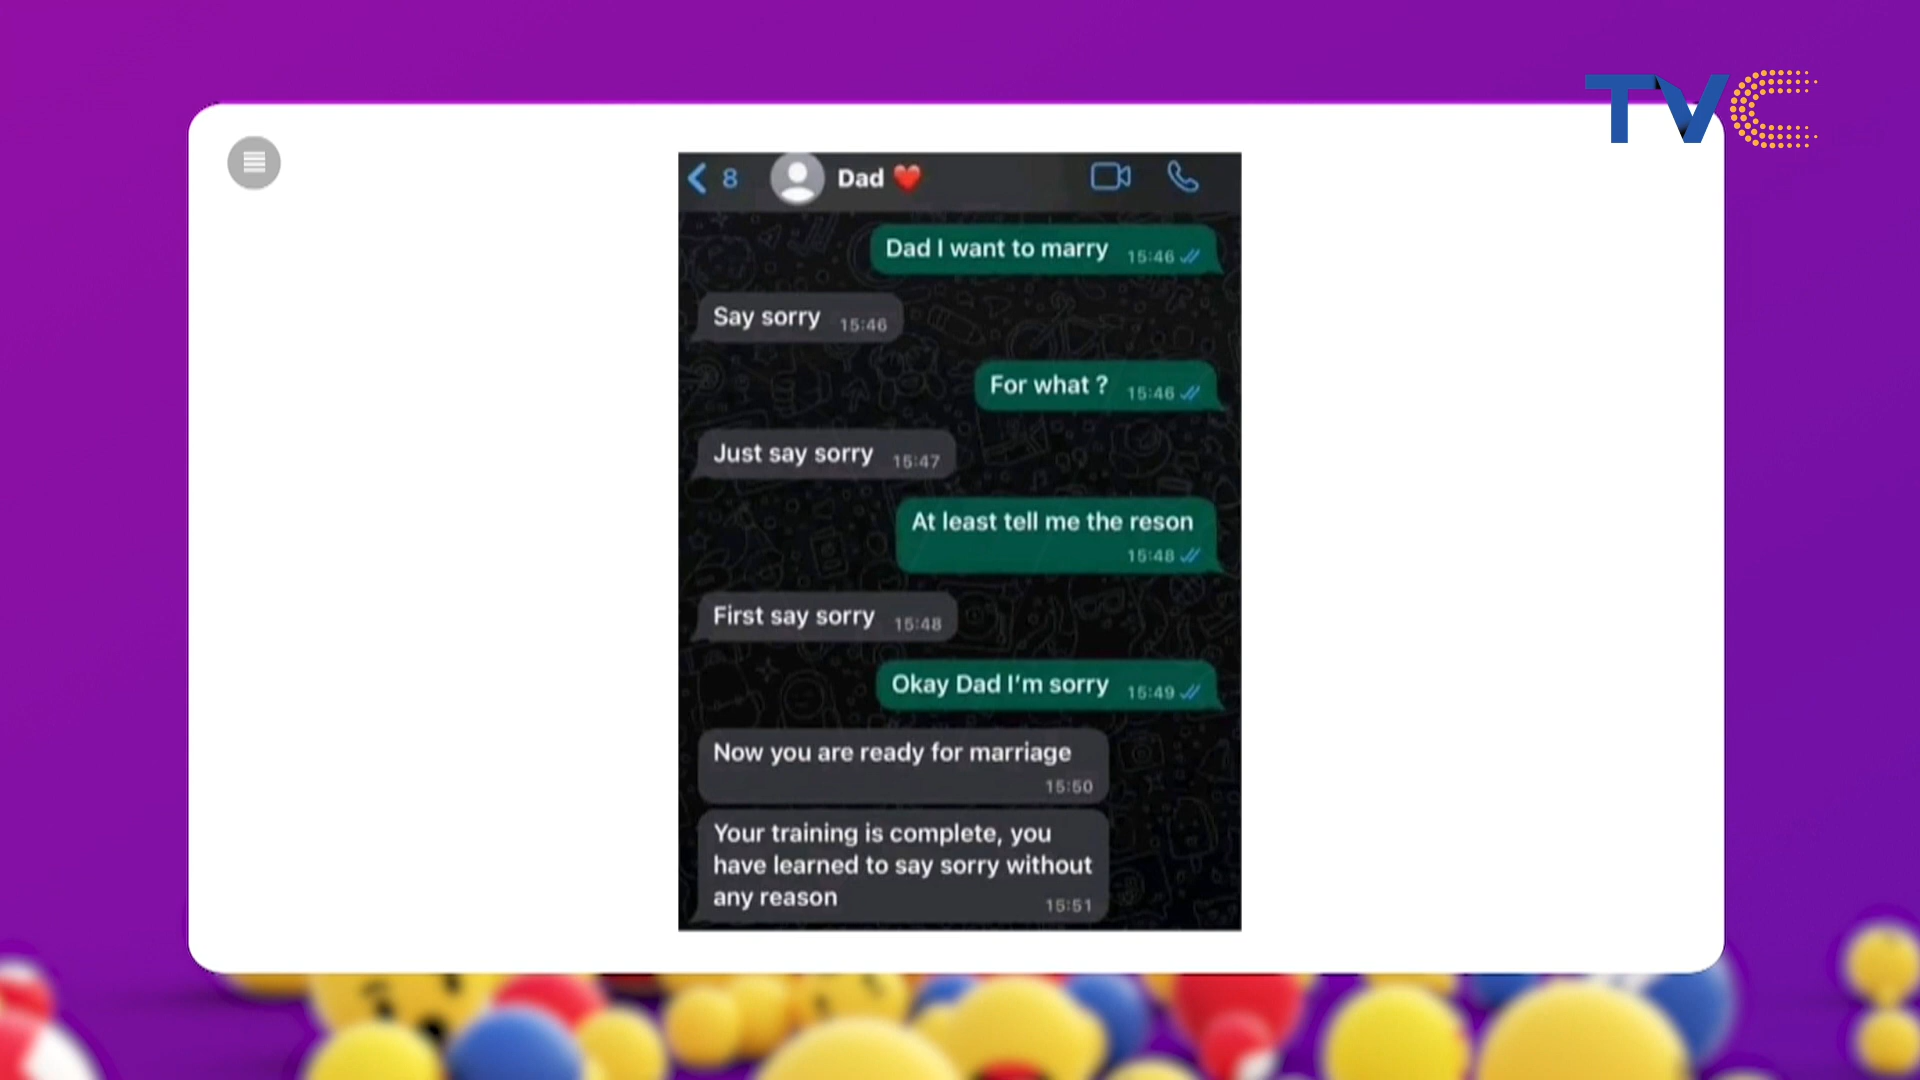 TVC
8 Dad ❤️
Dad I want to marry 15:46
Say sorry 15:46
For what ? 15:46
Just say sorry 15:47
At least tell me the reson
15:48
First say sorry 15:48
Okay Dad I'm sorry 15:49
Now you are ready for marriage
15:50
Your training is complete, you
have learned to say sorry without
any reason 15:51